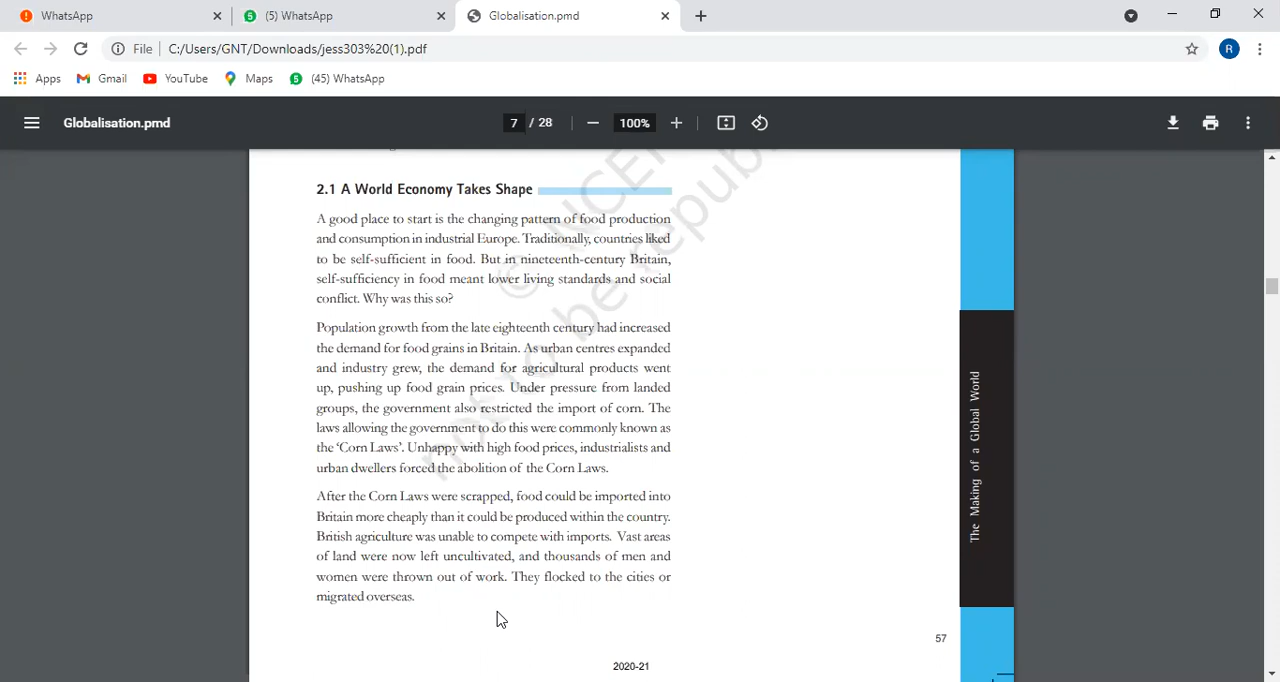 WhatsApp
(5) WhatsApp
Globalisation.pmd
File C:/Users/GNT/Downloads/jess303%20(1).pdf
R
Apps Gmail YouTube Maps (45) WhatsApp
Globalisation.pmd
7 / 28
100%
2.1 A World Economy Takes Shape
A good place to start is the changing pattern of food production
and consumption in industrial Europe. Traditionally, countries liked
to be self-sufficient in food. But in nineteenth-century Britain,
self-sufficiency in food meant lower living standards and social
conflict. Why was this so?
Population growth from the late eighteenth century had increased
the demand for food grains in Britain. As urban centres expanded
and industry grew, the demand for agricultural products went
up, pushing up food grain prices. Under pressure from landed
groups, the government also restricted the import of corn. The
laws allowing the government to do this were commonly known as
the ‘Corn Laws’. Unhappy with high food prices, industrialists and
urban dwellers forced the abolition of the Corn Laws.
After the Corn Laws were scrapped, food could be imported into
Britain more cheaply than it could be produced within the country.
British agriculture was unable to compete with imports. Vast areas
of land were now left uncultivated, and thousands of men and
women were thrown out of work. They flocked to the cities or
migrated overseas.
The Making of a Global World
57
2020-21
© NCE
not to be republ